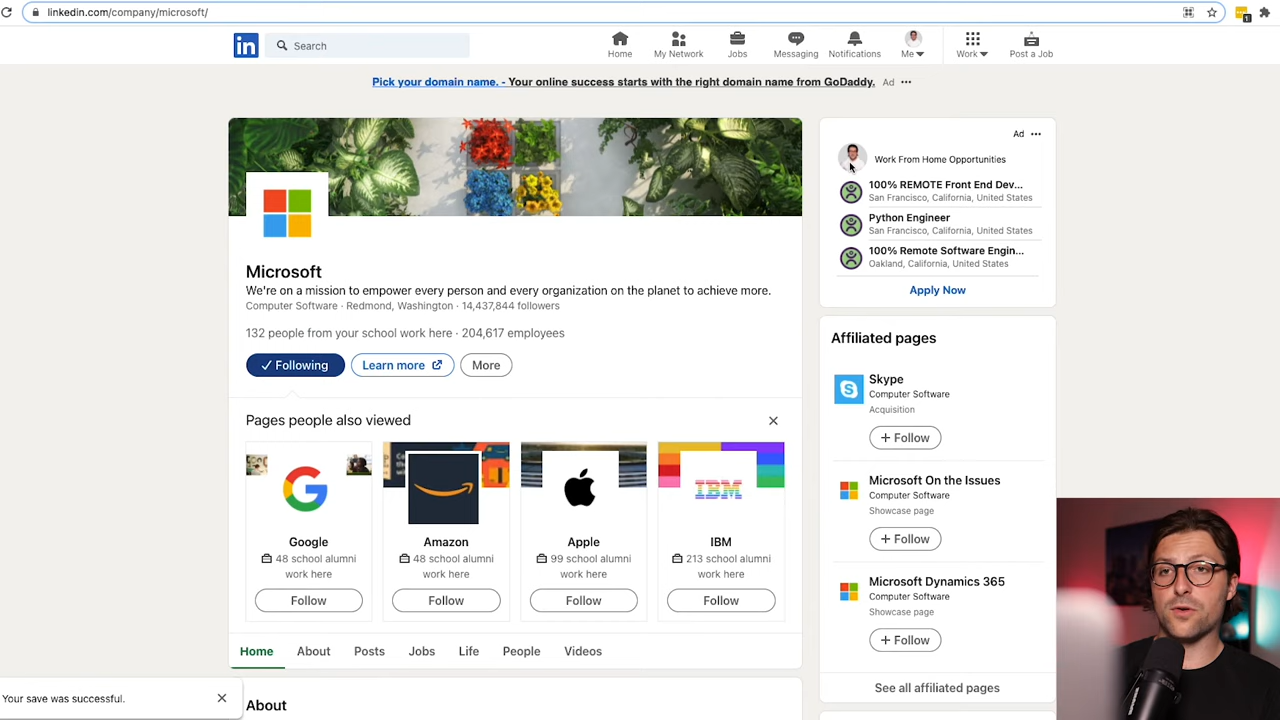 linkedin.com/company/microsoft/
1
in
Search
Home
My Network
Jobs
Messaging
Notifications
Me
Work
Post a Job
Pick your domain name. - Your online success starts with the right domain name from GoDaddy. Ad
Microsoft
We're on a mission to empower every person and every organization on the planet to achieve more.
Computer Software · Redmond, Washington · 14,437,844 followers
132 people from your school work here · 204,617 employees
Following
Learn more
More
Pages people also viewed
Google
48 school alumni
work here
Follow
Amazon
48 school alumni
work here
Follow
Apple
99 school alumni
work here
Follow
IBM
IBM
213 school alumni
work here
Follow
Home
About
Posts
Jobs
Life
People
Videos
About
Your save was successful.
Ad
Work From Home Opportunities
100% REMOTE Front End Dev...
San Francisco, California, United States
Python Engineer
San Francisco, California, United States
100% Remote Software Engin...
Oakland, California, United States
Apply Now
Affiliated pages
Skype
Computer Software
Acquisition
+ Follow
Microsoft On the Issues
Computer Software
Showcase page
+ Follow
Microsoft Dynamics 365
Computer Software
Showcase page
+ Follow
See all affiliated pages